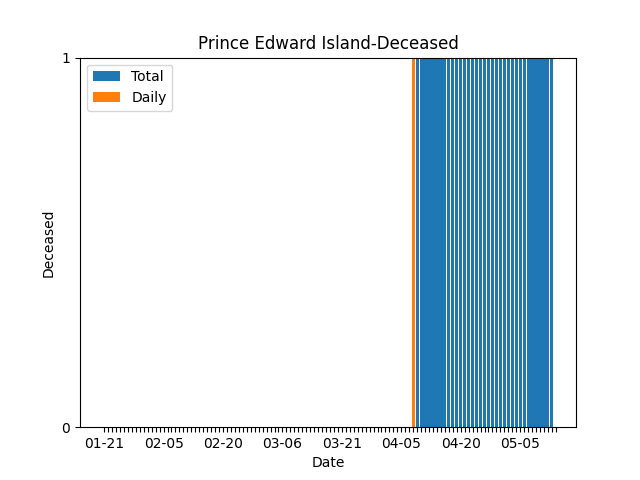 Prince Edward Island-Deceased
1
Total
Daily
Deceased
0
01-21 02-05 02-20 03-06 03-21 04-05 04-20 05-05
Date